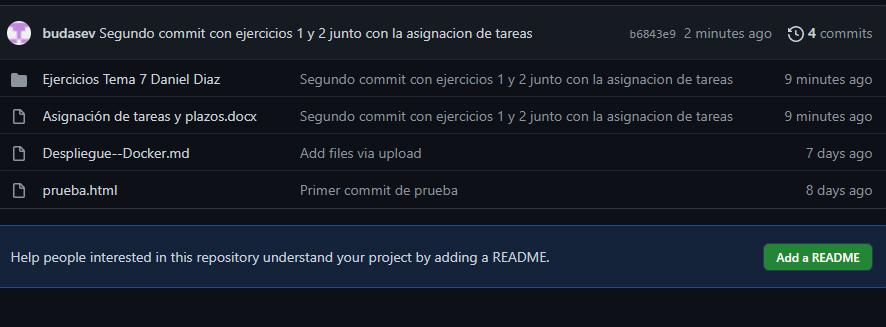 budasev Segundo commit con ejercicios 1 y 2 junto con la asignacion de tareas b6843e9 2 minutes ago 4 commits
Ejercicios Tema 7 Daniel Diaz Segundo commit con ejercicios 1 y 2 junto con la asignacion de tareas 9 minutes ago
Asignación de tareas y plazos.docx Segundo commit con ejercicios 1 y 2 junto con la asignacion de tareas 9 minutes ago
Despliegue--Docker.md Add files via upload 7 days ago
prueba.html Primer commit de prueba 8 days ago
Help people interested in this repository understand your project by adding a README. Add a README